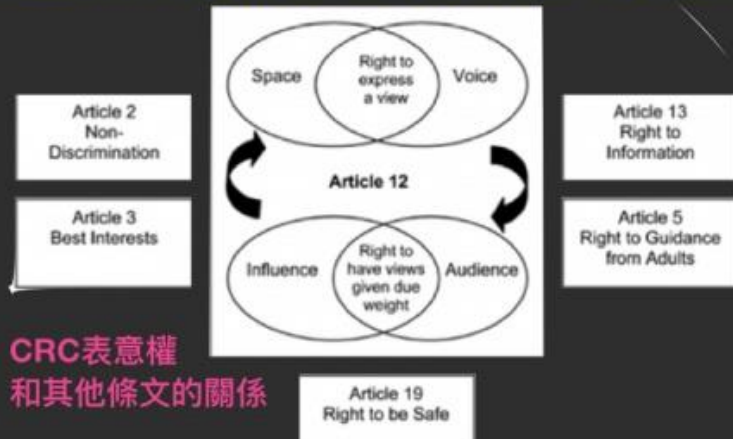 Space
Right to
express
a view
Voice
Article 2
Non-
Discrimination
Article 13
Right to
Information
Article 12
Article 3
Best Interests
Article 5
Right to Guidance
from Adults
Influence
Right to
have views
given due
weight
Audience
CRC表意權
和其他條文的關係
Article 19
Right to be Safe